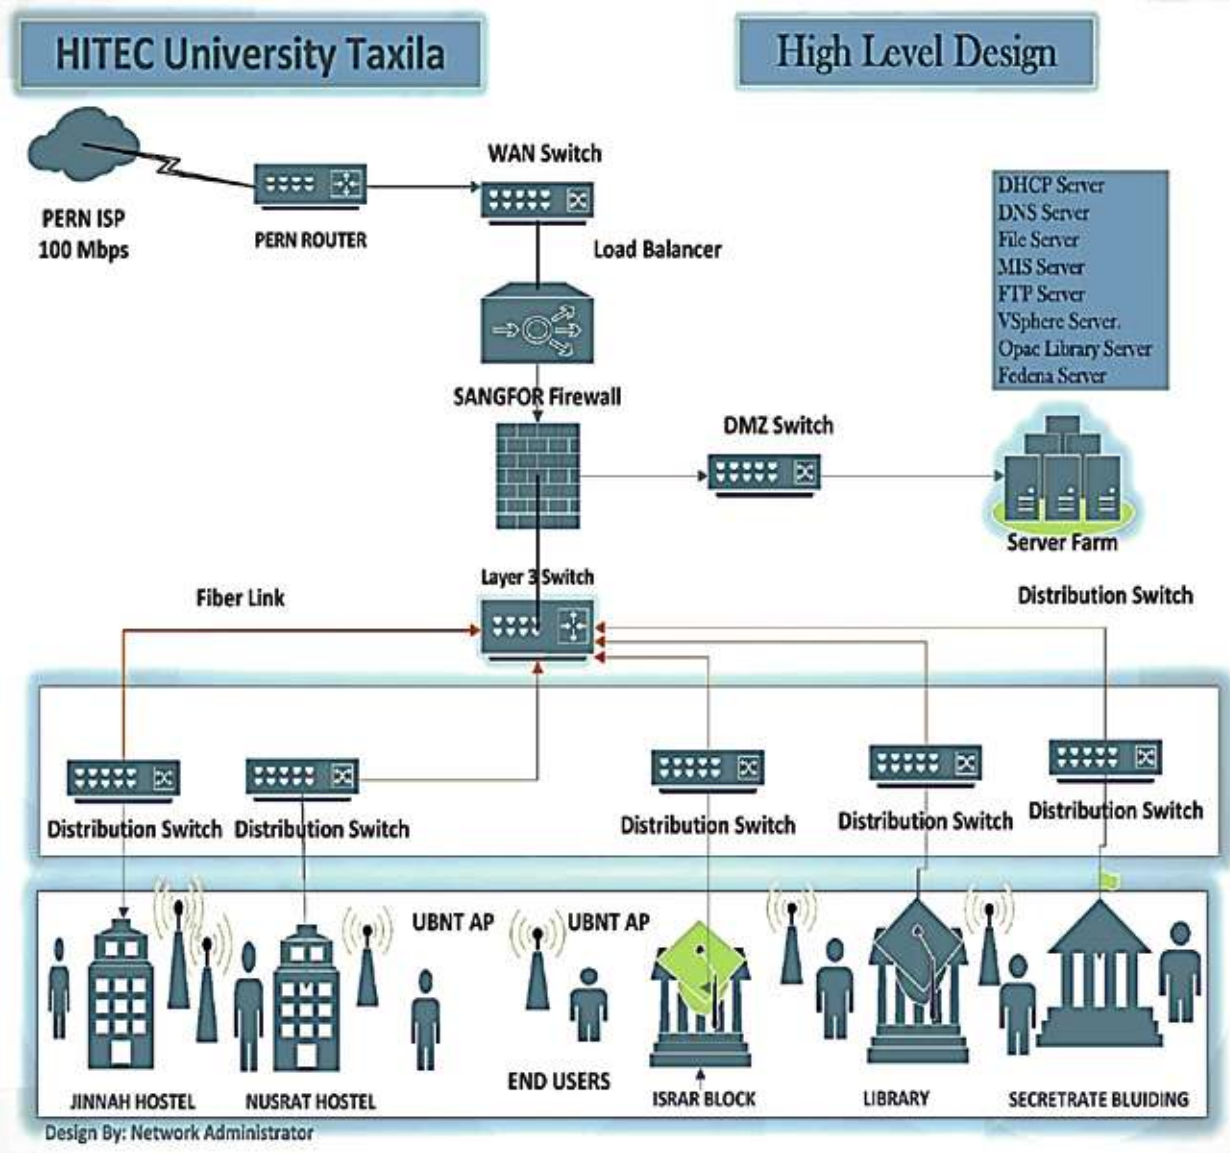 HITEC University Taxila
High Level Design
WAN Switch
PERN ISP
100 Mbps
PERN ROUTER
Load Balancer
DHCP Server
DNS Server
File Server
MIS Server
FTP Server
VSphere Server.
Opac Library Server
Fedena Server
SANGFOR Firewall
DMZ Switch
Server Farm
Layer 3 Switch
Fiber Link
Distribution Switch
Distribution Switch
Distribution Switch
Distribution Switch
Distribution Switch
Distribution Switch
UBNT AP
UBNT AP
END USERS
JINNAH HOSTEL
NUSRAT HOSTEL
ISRAR BLOCK
LIBRARY
SECRETRATE BLUIDING
Design By: Network Administrator